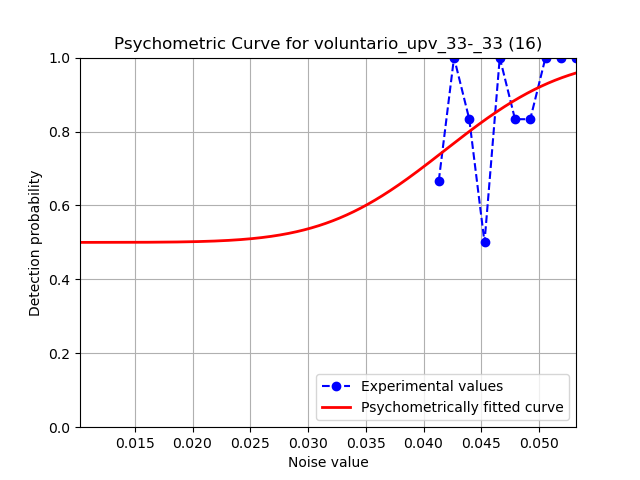 Psychometric Curve for voluntario_upv_33-_33 (16)
1.0
0.8
0.6
0.4
0.2
0.0
Detection probability
Experimental values
Psychometrically fitted curve
0.015 0.020 0.025 0.030 0.035 0.040 0.045 0.050
Noise value